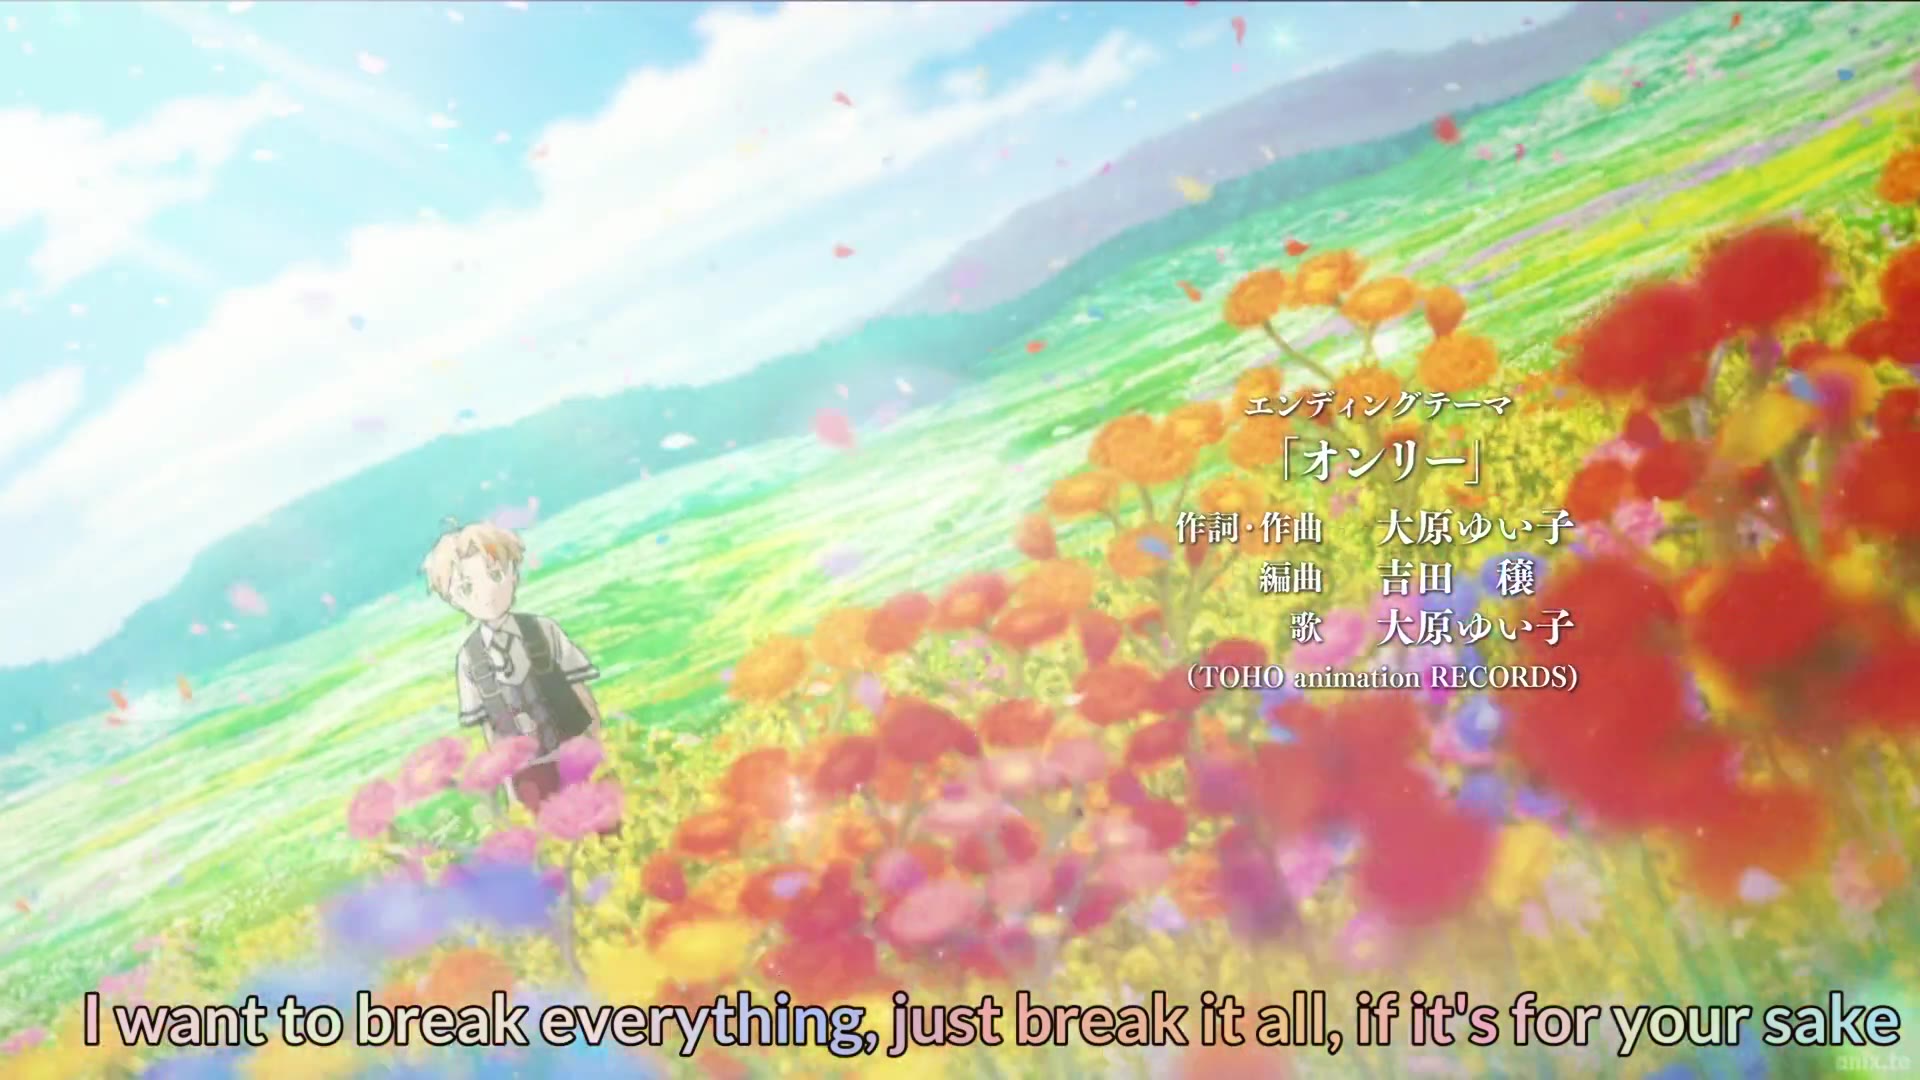 エンディングテーマ
「オンリー」
作詞・作曲 大原ゆい子
編曲 吉田 穣
歌 大原ゆい子
(TOHO animation RECORDS)
I want to break everything, just break it all, if it's for your sake
anix.to